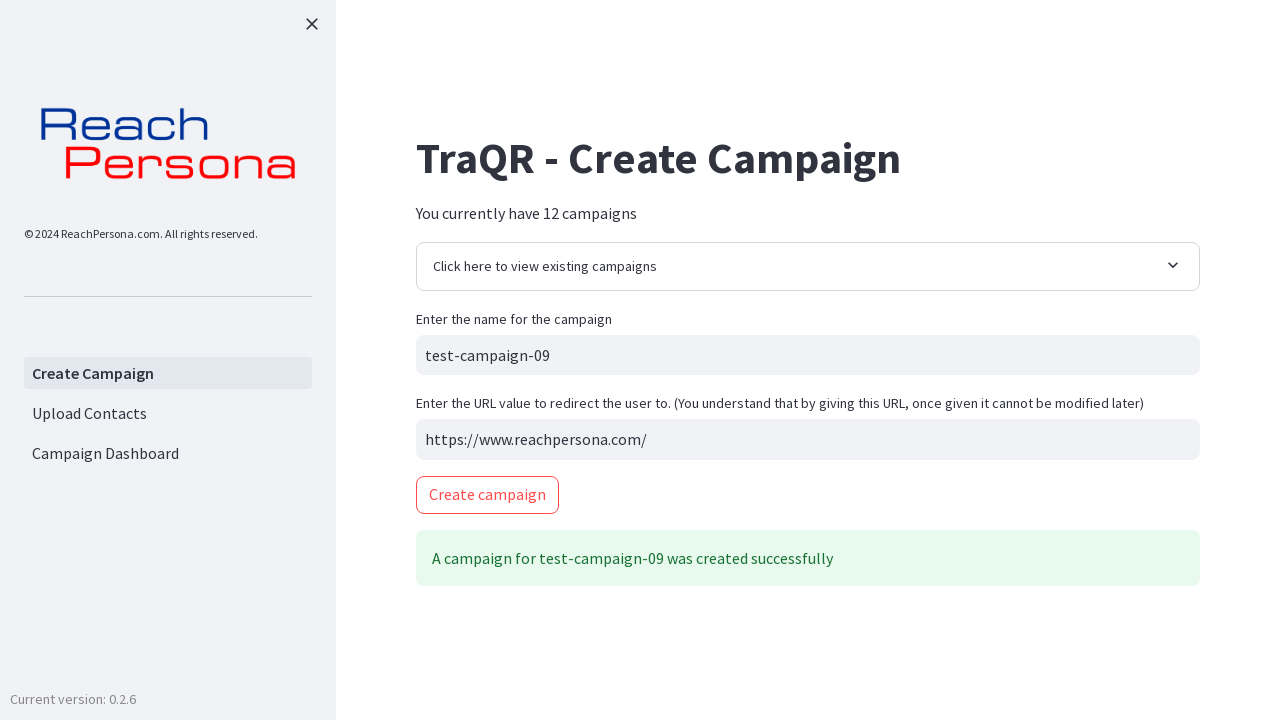 Reach
Persona
© 2024 ReachPersona.com. All rights reserved.
Create Campaign
Upload Contacts
Campaign Dashboard
Current version: 0.2.6
TraQR - Create Campaign
You currently have 12 campaigns
Click here to view existing campaigns
Enter the name for the campaign
test-campaign-09
Enter the URL value to redirect the user to. (You understand that by giving this URL, once given it cannot be modified later)
https://www.reachpersona.com/
Create campaign
A campaign for test-campaign-09 was created successfully